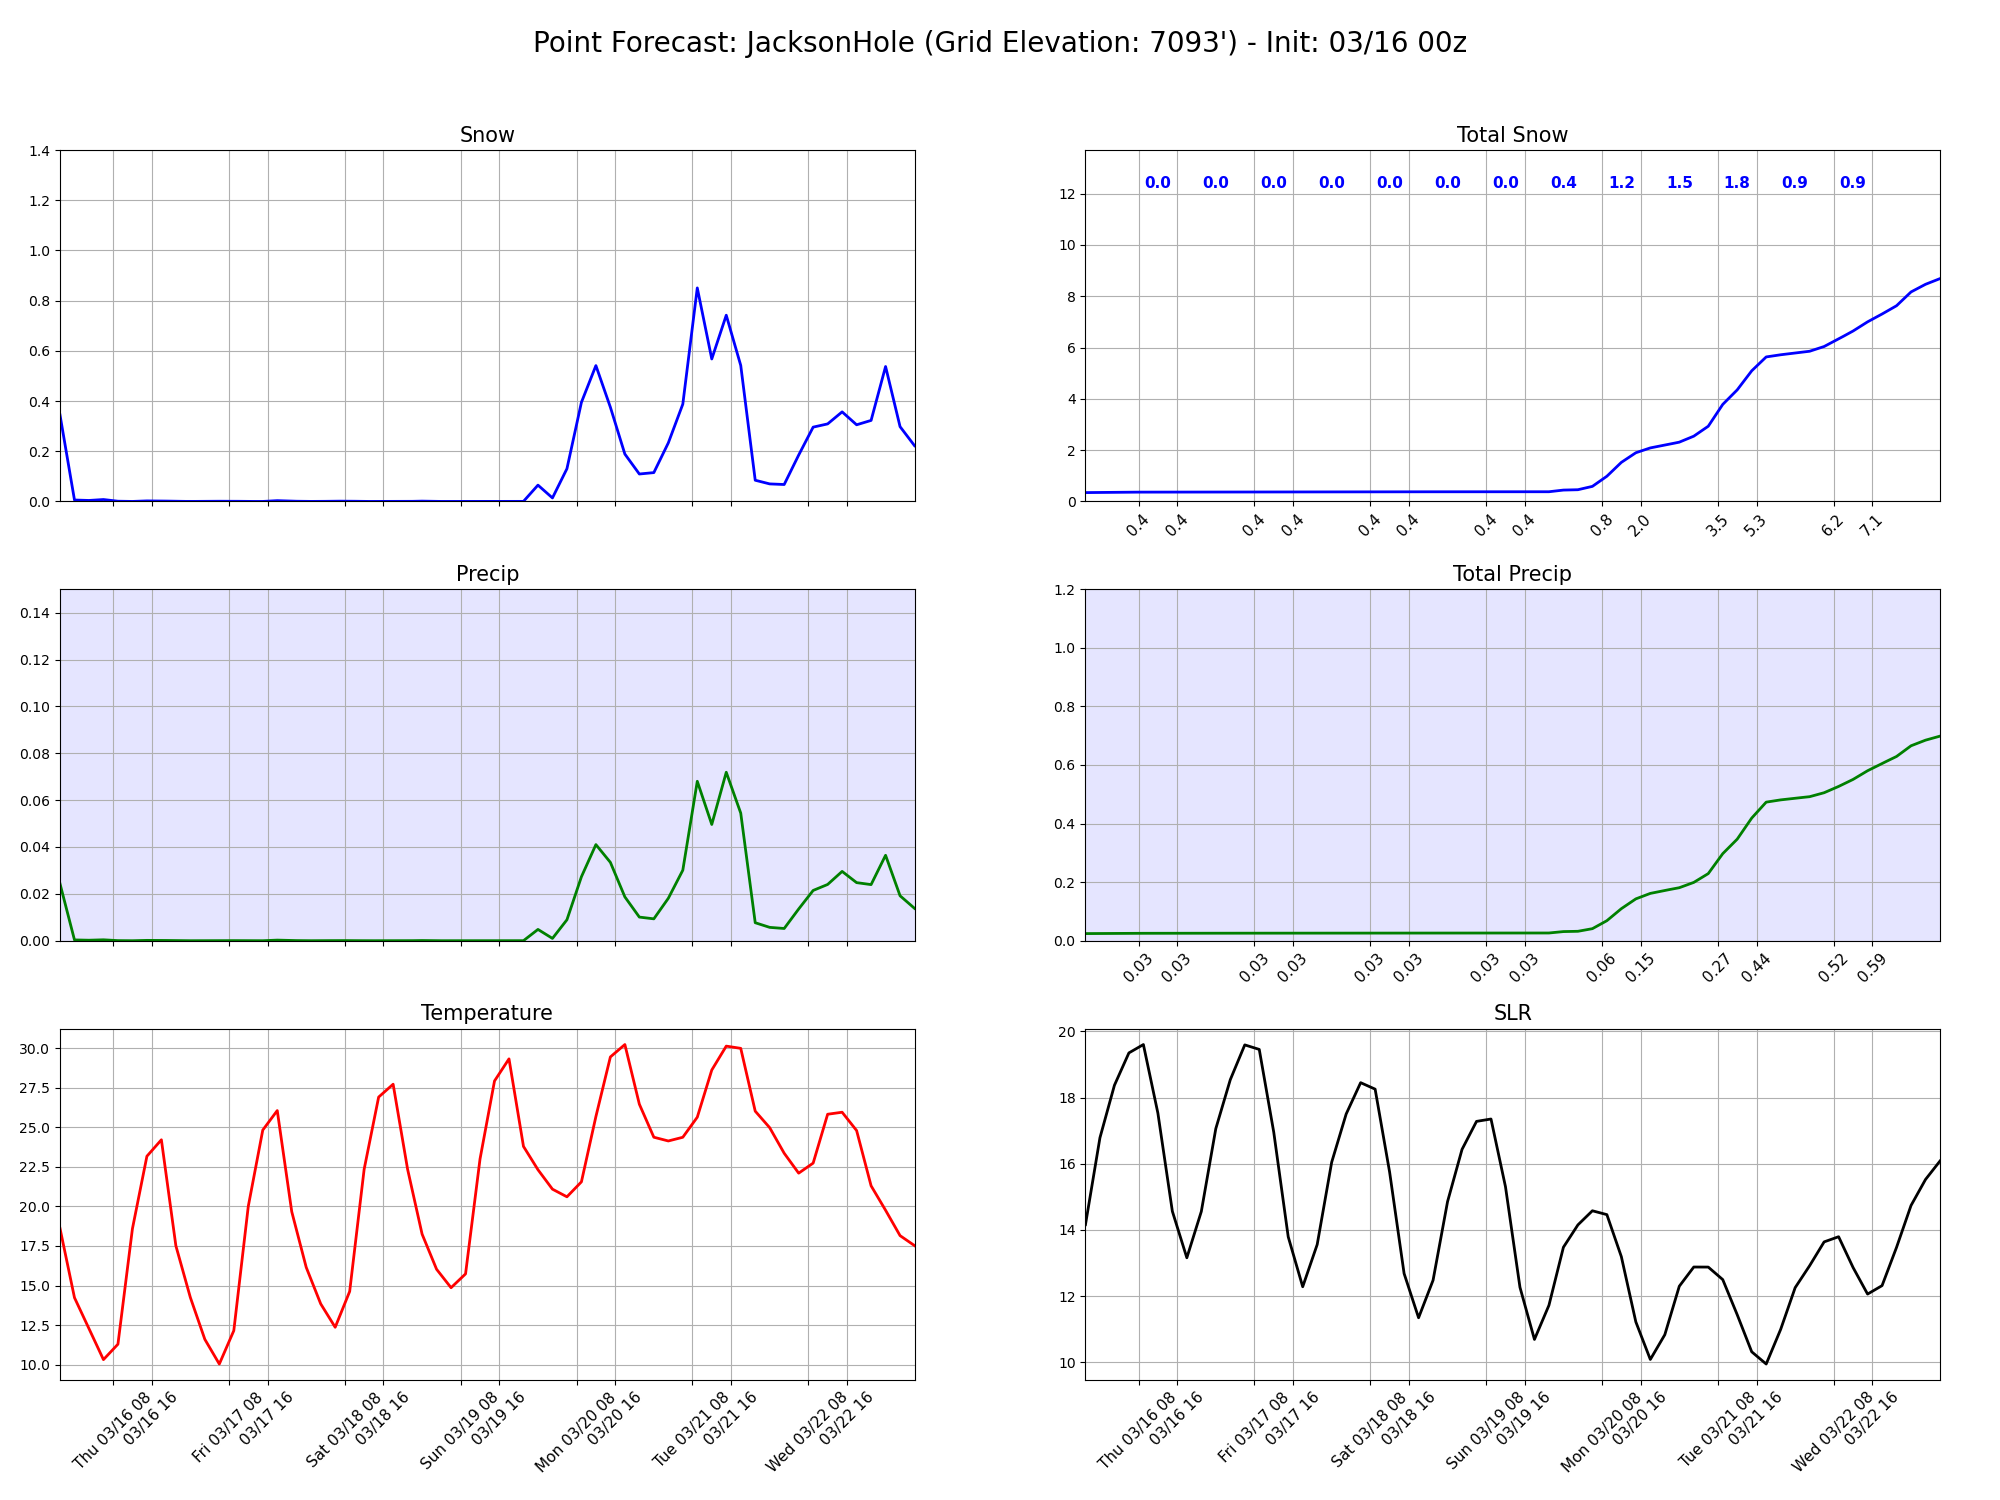 Point Forecast: JacksonHole (Grid Elevation: 7093') - Init: 03/16 00z
Snow
1.4
1.2
1.0
0.8
0.6
0.4
0.2
0.0
Total Snow
0.0 0.0 0.0 0.0 0.0 0.0 0.0 0.4 1.2 1.5 1.8 0.9 0.9
12
10
8
6
4
2
0
0.4 0.4 0.4 0.4 0.4 0.4 0.4 0.4 0.8 2.0 3.5 5.3 6.2 7.1
Precip
0.14
0.12
0.10
0.08
0.06
0.04
0.02
0.00
Total Precip
1.2
1.0
0.8
0.6
0.4
0.2
0.0
0.03 0.03 0.03 0.03 0.03 0.03 0.03 0.03 0.06 0.15 0.27 0.44 0.52 0.59
Temperature
30.0
27.5
25.0
22.5
20.0
17.5
15.0
12.5
10.0
Thu 03/16 08
03/16 16
Fri 03/17 08
03/17 16
Sat 03/18 08
03/18 16
Sun 03/19 08
03/19 16
Mon 03/20 08
03/20 16
Tue 03/21 08
03/21 16
Wed 03/22 08
03/22 16
SLR
20
18
16
14
12
10
Thu 03/16 08
03/16 16
Fri 03/17 08
03/17 16
Sat 03/18 08
03/18 16
Sun 03/19 08
03/19 16
Mon 03/20 08
03/20 16
Tue 03/21 08
03/21 16
Wed 03/22 08
03/22 16